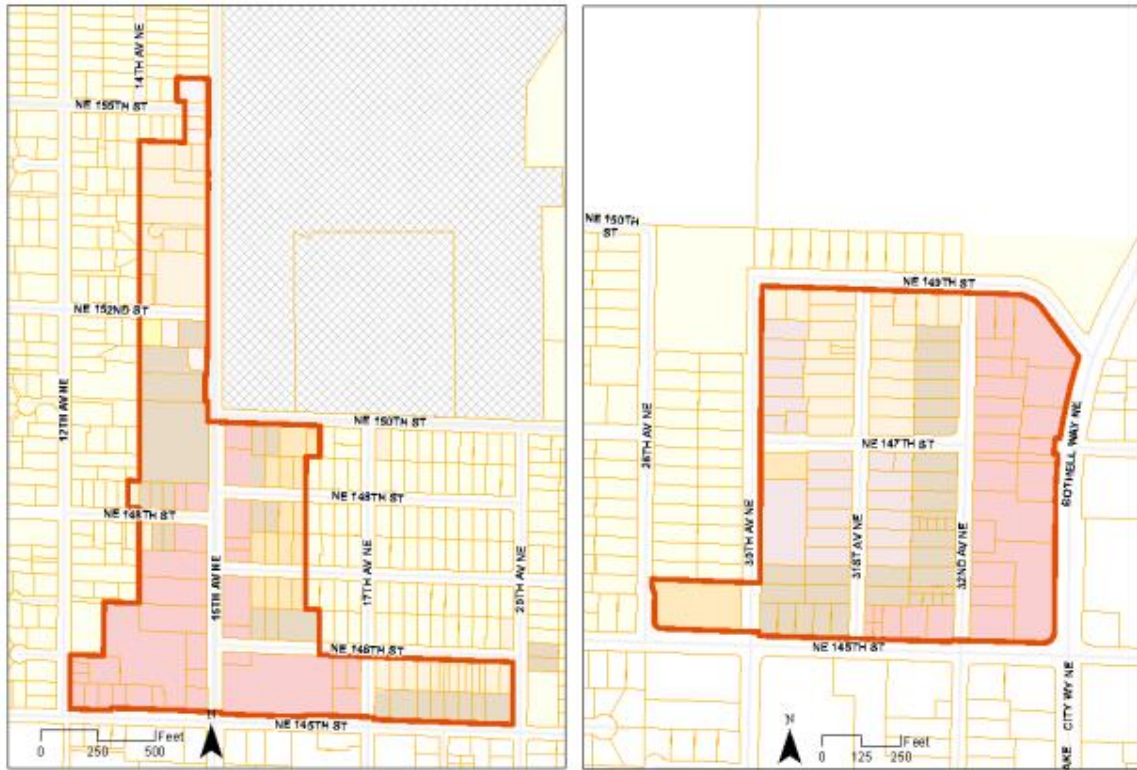 14TH AV NE
NE 155TH ST
NE 152ND ST
12TH AV NE
NE 150TH ST
NE 148TH ST
NE 148TH ST
15TH AV NE
17TH AV NE
20TH AV NE
NE 146TH ST
NE 145TH ST
N
0 250 500 Feet
NE 150TH
ST
NE 149TH ST
28TH AV NE
NE 147TH ST
30TH AV NE
31ST AV NE
32ND AV NE
BOTHELL WAY NE
NE 145TH ST
AKE CITY WY NE
N
0 125 250 Feet